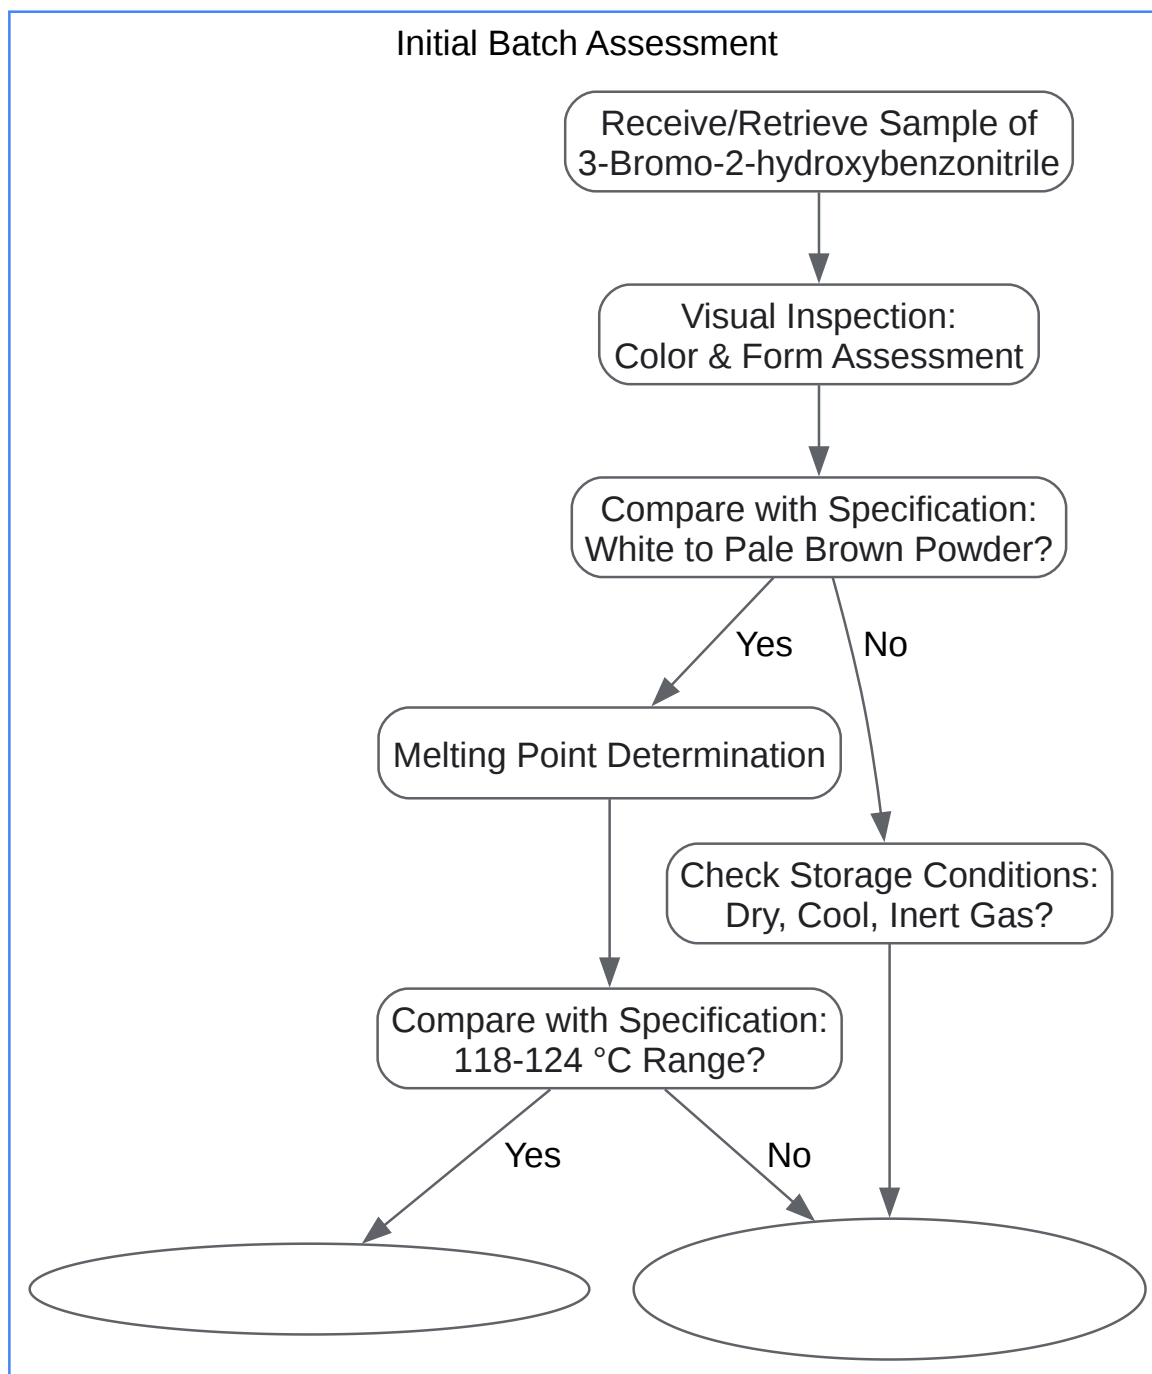 Initial Batch Assessment
Receive/Retrieve Sample of
3-Bromo-2-hydroxybenzonitrile
Visual Inspection:
Color & Form Assessment
Compare with Specification:
White to Pale Brown Powder?
Yes
No
Melting Point Determination
Check Storage Conditions:
Dry, Cool, Inert Gas?
Compare with Specification:
118-124 °C Range?
Yes
No